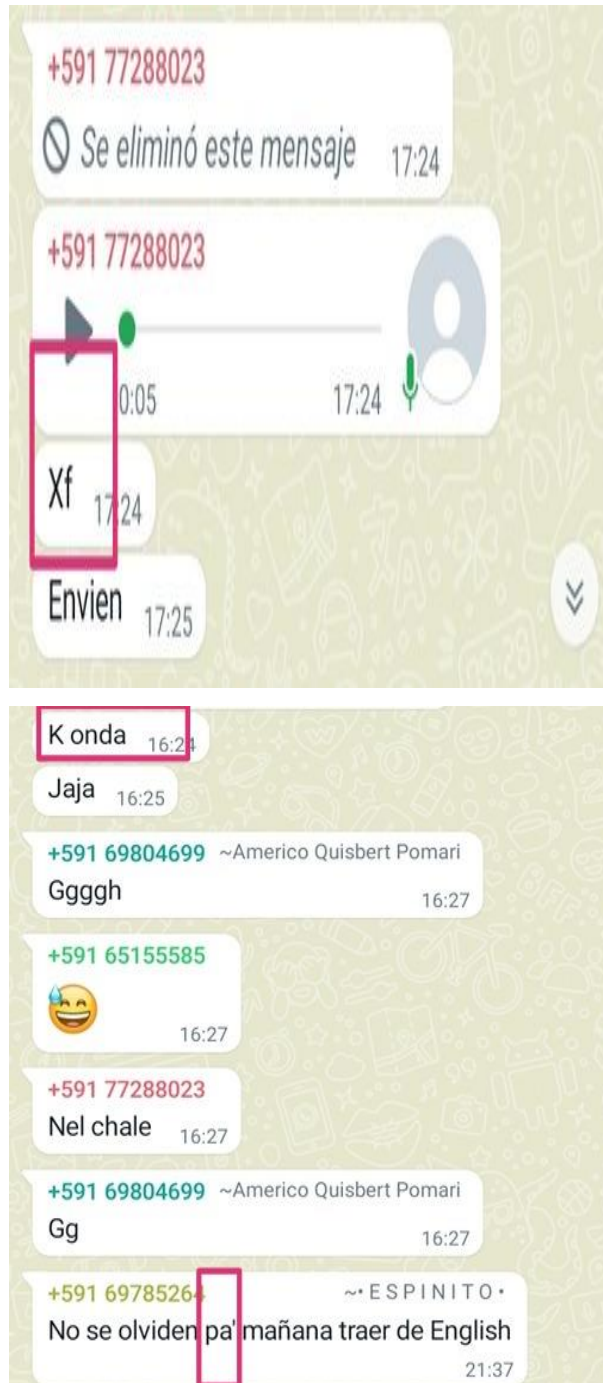 +591 77288023
Se eliminó este mensaje 17:24
+591 77288023
0:05 17:24
Xf 17:24
Envien 17:25
K onda 16:24
Jaja 16:25
+591 69804699 ~Americo Quisbert Pomari
Ggggh 16:27
+591 65155585
16:27
+591 77288023
Nel chale 16:27
+591 69804699 ~Americo Quisbert Pomari
Gg 16:27
+591 69785264 ~•ESPINITO•
No se olviden pa' mañana traer de English
21:37